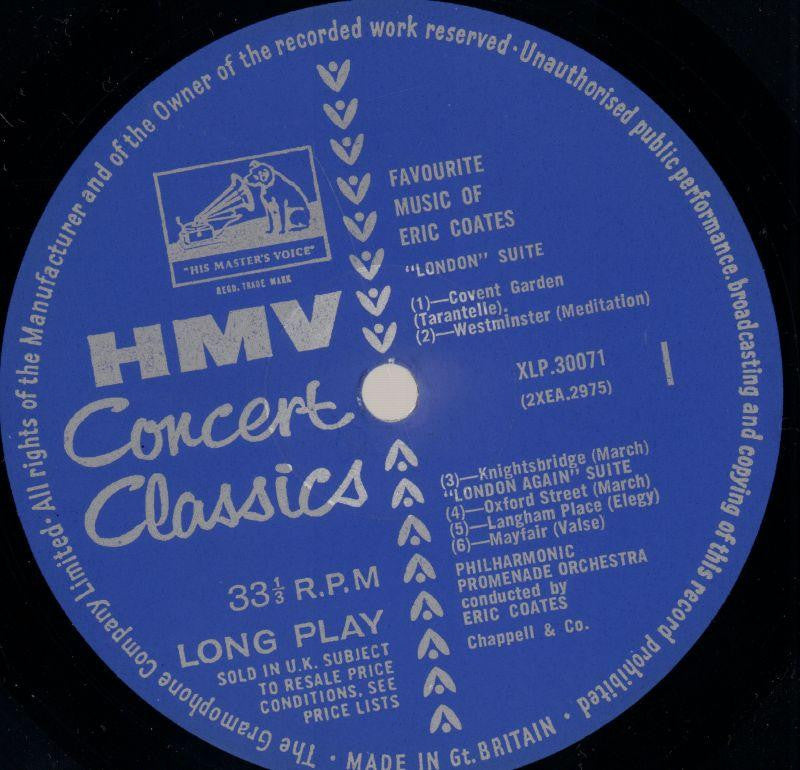 The Gramophone Company Limited · All rights of the Manufacturer and of the Owner of the recorded work reserved · Unauthorised public performance, broadcasting and copying of this record prohibited ·
"HIS MASTER'S VOICE"
REGD. TRADE MARK
HMV
Concert
Classics
33⅓ R.P.M
LONG PLAY
SOLD IN U.K. SUBJECT
TO RESALE PRICE
CONDITIONS, SEE
PRICE LISTS
FAVOURITE
MUSIC OF
ERIC COATES
"LONDON" SUITE
(1)—Covent Garden
(Tarantelle).
(2)—Westminster (Meditation)
XLP.30071
(2XEA.2975)
1
(3)—Knightsbridge (March)
"LONDON AGAIN" SUITE
(4)—Oxford Street (March)
(5)—Langham Place (Elegy)
(6)—Mayfair (Valse)
PHILHARMONIC
PROMENADE ORCHESTRA
conducted by
ERIC COATES
Chappell & Co.
MADE IN Gt. BRITAIN ·